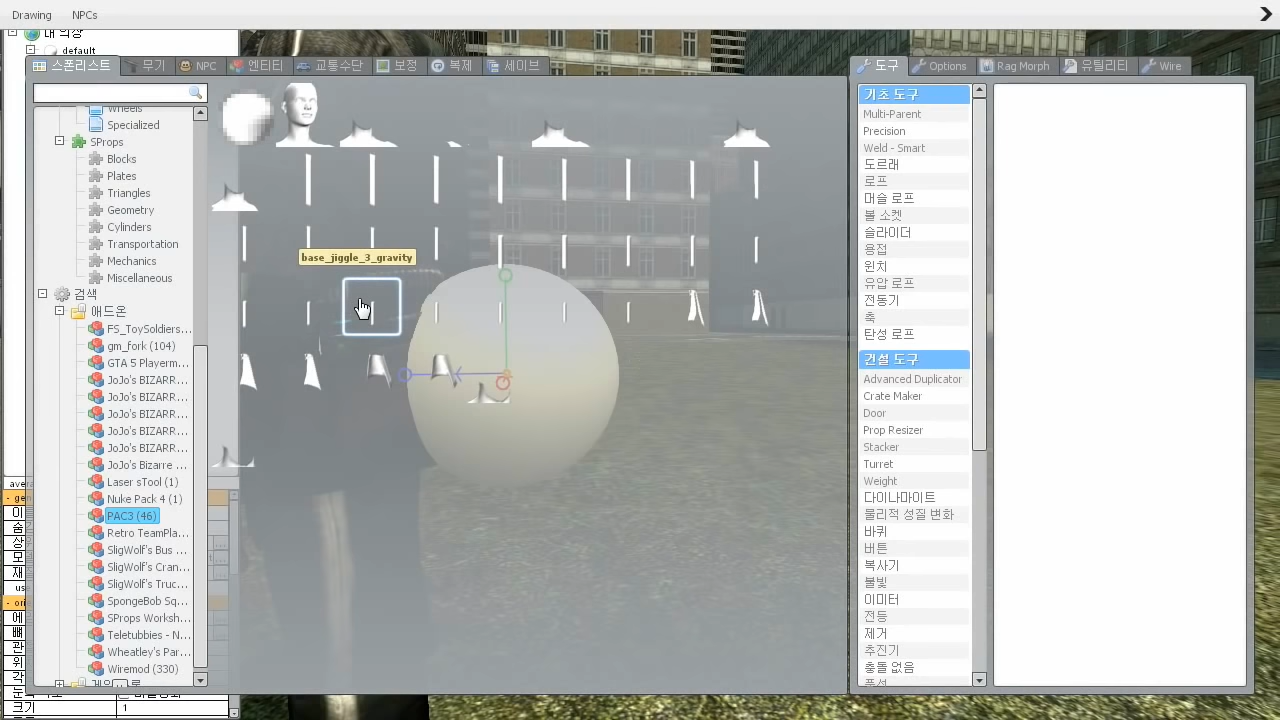 Drawing NPCs
내 의상
default
스폰리스트 무기 NPC 엔티티 교통수단 보정 복제 세이브
도구 Options Rag Morph 유틸리티 Wire
Wheels
Specialized
SProps
Blocks
Plates
Triangles
Geometry
Cylinders
Transportation
Mechanics
Miscellaneous
검색
애드온
FS_ToySoldiers...
gm_fork (104)
GTA 5 Playerm...
JoJo's BIZARR...
JoJo's BIZARR...
JoJo's BIZARR...
JoJo's BIZARR...
JoJo's BIZARR...
JoJo's Bizarre ...
Laser sTool (1)
Nuke Pack 4 (1)
PAC3 (46)
Retro TeamPla...
SligWolf's Bus ...
SligWolf's Cran...
SligWolf's Truc...
SpongeBob Sq...
SProps Worksh...
Teletubbies - N...
Wheatley's Par...
Wiremod (330)
크기 1
base_jiggle_3_gravity
기초 도구
Multi-Parent
Precision
Weld - Smart
도르래
로프
머슬 로프
볼 소켓
슬라이더
용접
윈치
유압 로프
전동기
축
탄성 로프
건설 도구
Advanced Duplicator
Crate Maker
Door
Prop Resizer
Stacker
Turret
Weight
다이나마이트
물리적 성질 변화
바퀴
버튼
복사기
불빛
이미터
전등
제거
추진기
충돌 없음
풍선